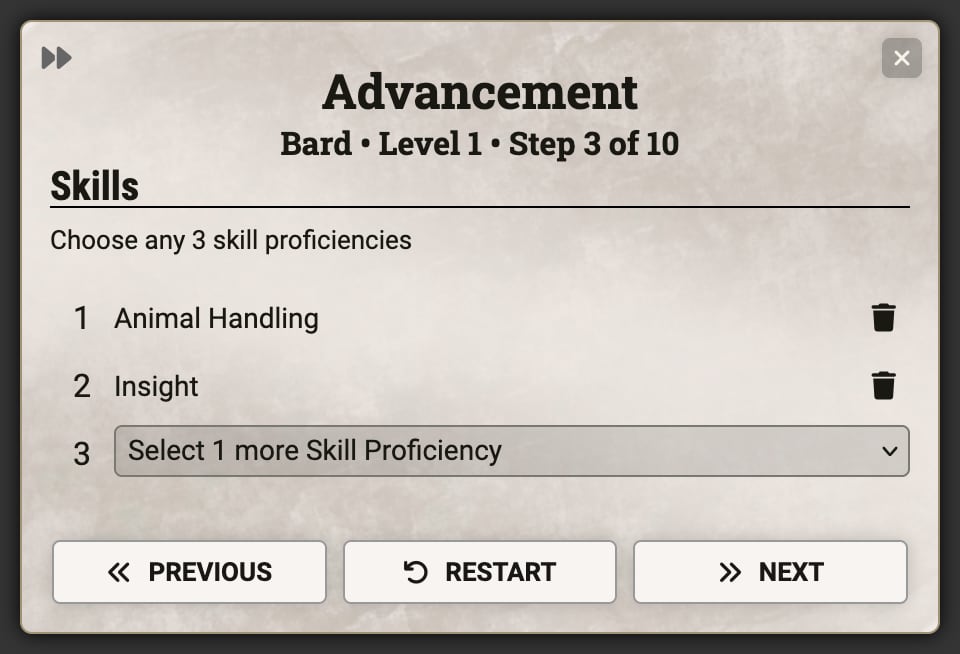 Advancement
Bard • Level 1 • Step 3 of 10
Skills
Choose any 3 skill proficiencies
1 Animal Handling
2 Insight
3 Select 1 more Skill Proficiency
PREVIOUS RESTART NEXT